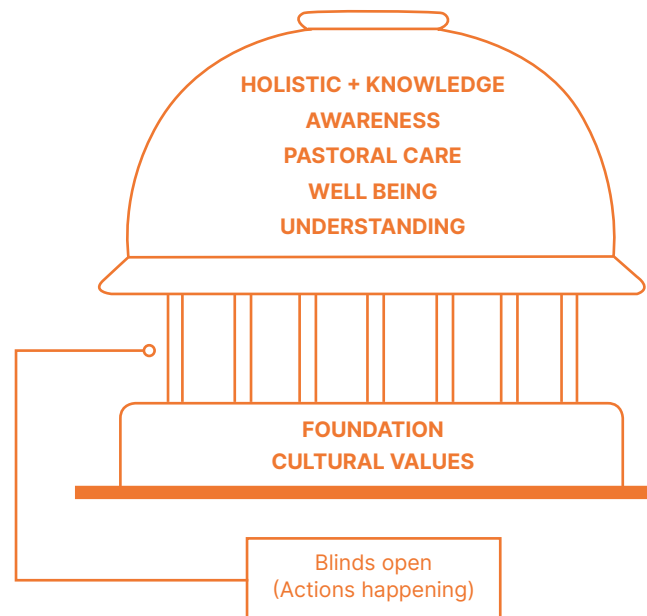 HOLISTIC + KNOWLEDGE
AWARENESS
PASTORAL CARE
WELL BEING
UNDERSTANDING
FOUNDATION
CULTURAL VALUES
Blinds open
(Actions happening)